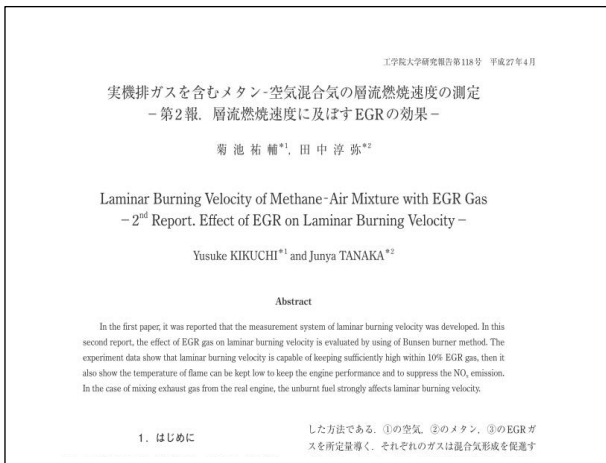 工学院大学研究報告第118号 平成27年4月
実機排ガスを含むメタン-空気混合気の層流燃焼速度の測定
－第2報．層流燃焼速度に及ぼすEGRの効果－
菊 池 祐 輔*1，田 中 淳 弥*2
Laminar Burning Velocity of Methane-Air Mixture with EGR Gas
－2nd Report. Effect of EGR on Laminar Burning Velocity－
Yusuke KIKUCHI*1 and Junya TANAKA*2
Abstract
In the first paper, it was reported that the measurement system of laminar burning velocity was developed. In this
second report, the effect of EGR gas on laminar burning velocity is evaluated by using of Bunsen burner method. The
experiment data show that laminar burning velocity is capable of keeping sufficiently high within 10% EGR gas, then it
also show the temperature of flame can be kept low to keep the engine performance and to suppress the NOx emission.
In the case of mixing exhaust gas from the real engine, the unburnt fuel strongly affects laminar burning velocity.
1．はじめに
した方法である．①の空気，②のメタン，③のEGRガ
スを所定量導く．それぞれのガスは混合気形成を促進す